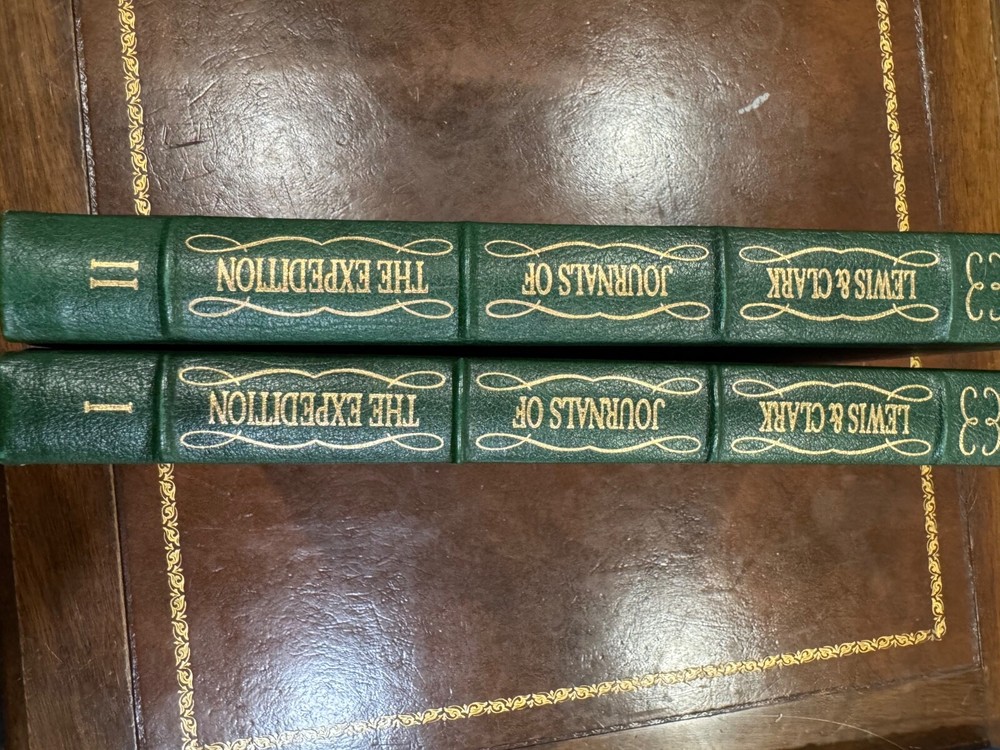 LEWIS & CLARK
JOURNALS OF
THE EXPEDITION
I
LEWIS & CLARK
JOURNALS OF
THE EXPEDITION
II